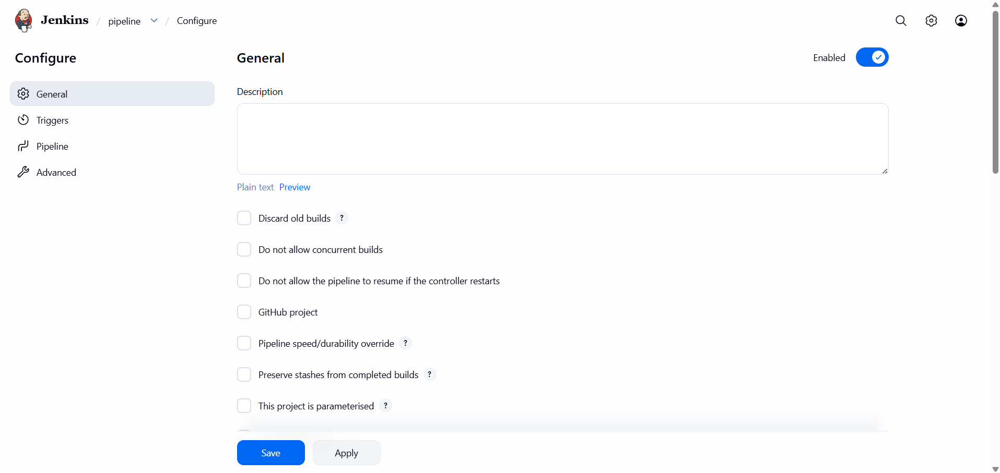 Jenkins / pipeline / Configure
Configure
General
Triggers
Pipeline
Advanced
General
Enabled
Description
Plain text Preview
Discard old builds ?
Do not allow concurrent builds
Do not allow the pipeline to resume if the controller restarts
GitHub project
Pipeline speed/durability override ?
Preserve stashes from completed builds ?
This project is parameterised ?
Save Apply